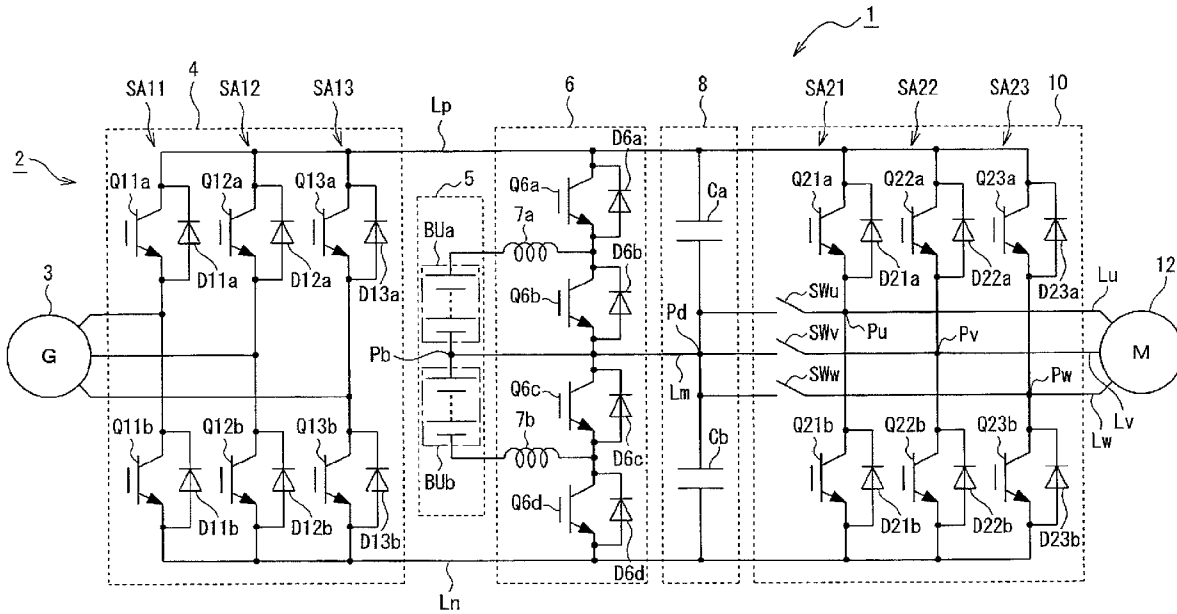 1
4
6
8
10
SA11
SA12
SA13
SA21
SA22
SA23
Lp
2
5
D6a
Q11a
Q12a
Q13a
Q6a
Ca
Q21a
Q22a
Q23a
7a
BUa
D6b
D11a
D12a
D13a
D21a
D22a
D23a
3
Q6b
SWu
Lu
12
G
Pb
Pd
SWv
Pu
Pv
M
Lm
SWw
Pw
Q6c
Lv
Lw
Q11b
Q12b
Q13b
7b
Cb
Q21b
Q22b
Q23b
D6c
BUb
Q6d
D11b
D12b
D13b
D21b
D22b
D23b
D6d
Ln